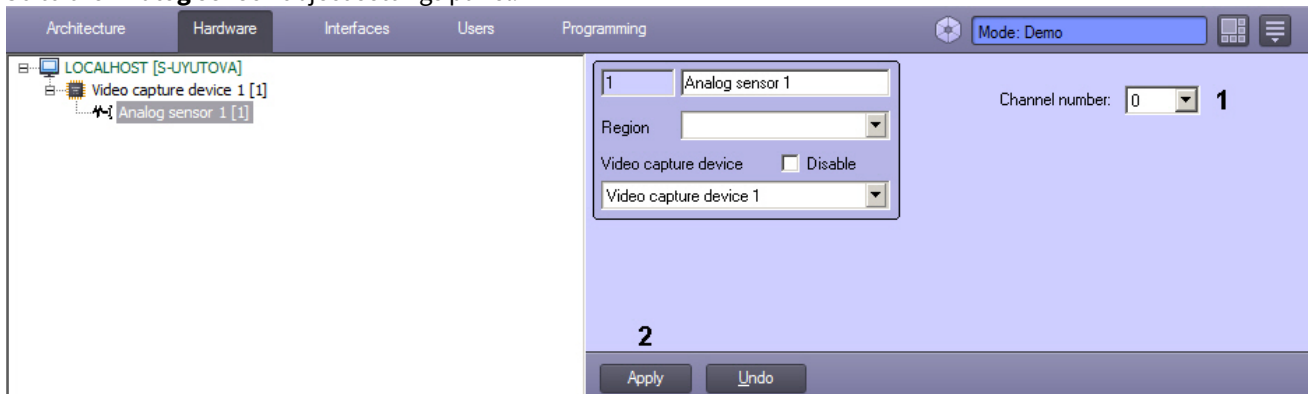 Architecture Hardware Interfaces Users Programming Mode: Demo
LOCALHOST [S-UYUTOVA]
Video capture device 1 [1]
Analog sensor 1 [1]
1 Analog sensor 1
Region
Video capture device Disable
Video capture device 1
Channel number: 0 1
2
Apply Undo